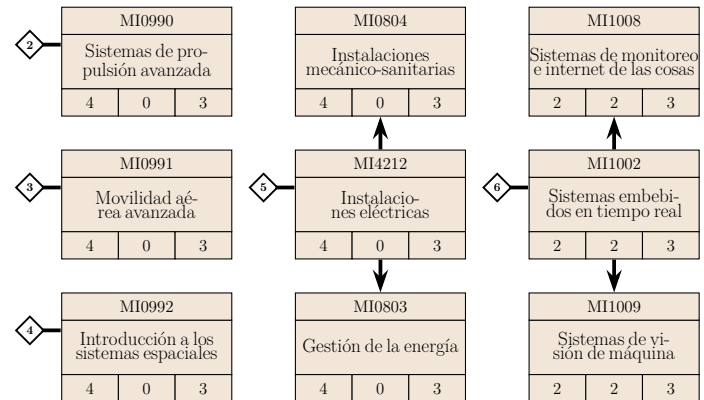 MI0990
2
Sistemas de pro-
pulsión avanzada
4 0 3
MI0804
Instalaciones
mecánico-sanitarias
4 0 3
MI1008
Sistemas de monitoreo
e internet de las cosas
2 2 3
MI0991
3
Movilidad aé-
rea avanzada
4 0 3
MI4212
5
Instalacio-
nes eléctricas
4 0 3
MI1002
6
Sistemas embebi-
dos en tiempo real
2 2 3
MI0992
4
Introducción a los
sistemas espaciales
4 0 3
MI0803
Gestión de la energía
4 0 3
MI1009
Sistemas de vi-
sión de máquina
2 2 3